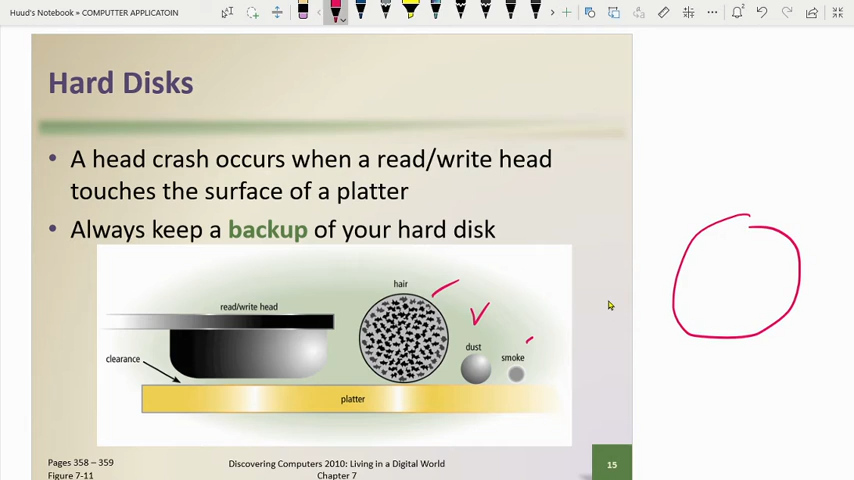 Huud's Notebook » COMPUTTER APPLICATOIN
Hard Disks
• A head crash occurs when a read/write head
touches the surface of a platter
• Always keep a backup of your hard disk
hair
read/write head
dust
smoke
clearance
platter
Pages 358 – 359
Figure 7-11
Discovering Computers 2010: Living in a Digital World
Chapter 7
15